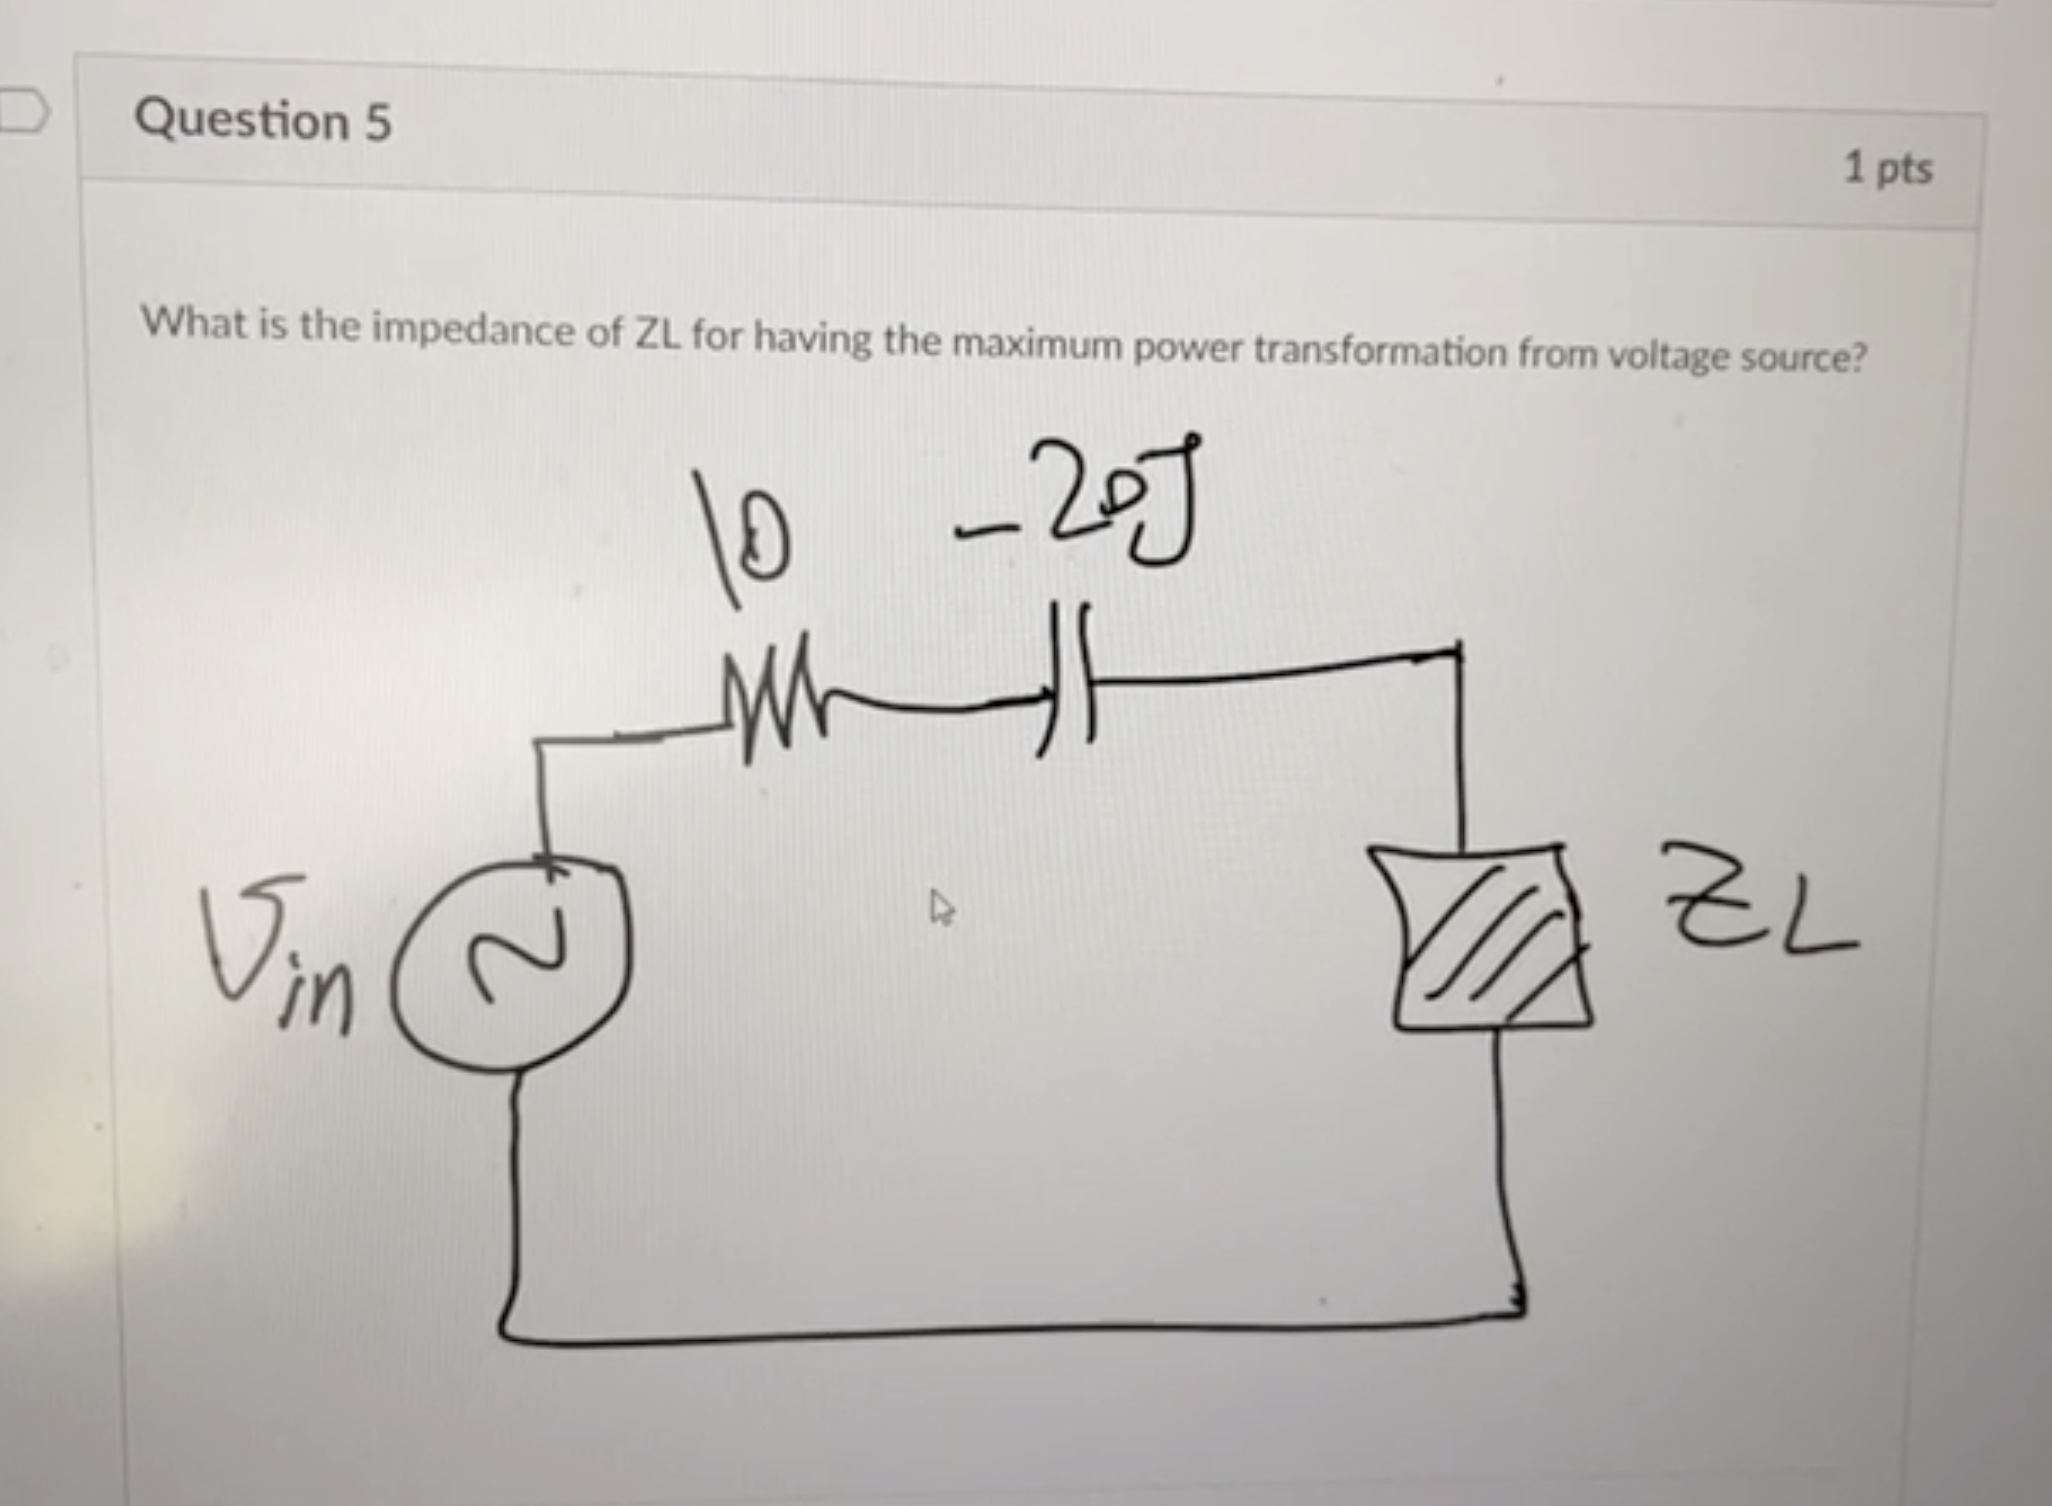 Question 5
1 pts
What is the impedance of ZL for having the maximum power transformation from voltage source?
10
-20J
Vin
ZL